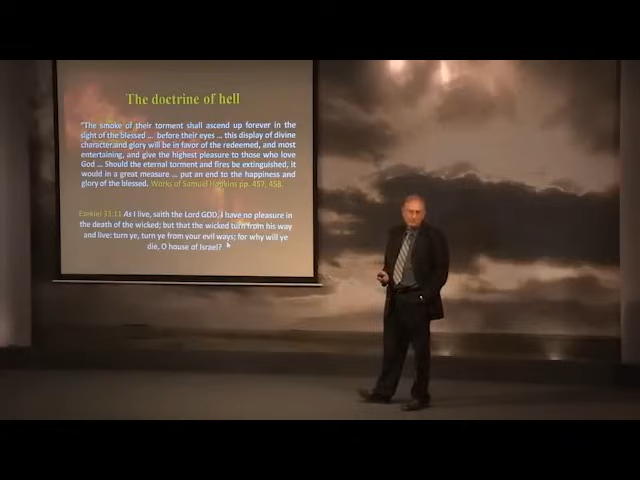 The doctrine of hell
"The smoke of their torment shall ascend up forever in the
sight of the blessed ... before their eyes ... this display of divine
character and glory will be in favor of the redeemed, and most
entertaining, and give the highest pleasure to those who love
God ... Should the eternal torment and fires be extinguished, it
would in a great measure ... put an end to the happiness and
glory of the blessed. Works of Samuel Hopkins pp. 457, 458.
Ezekiel 33:11 As I live, saith the Lord GOD, I have no pleasure in
the death of the wicked; but that the wicked turn from his way
and live: turn ye, turn ye from your evil ways; for why will ye
die, O house of Israel?